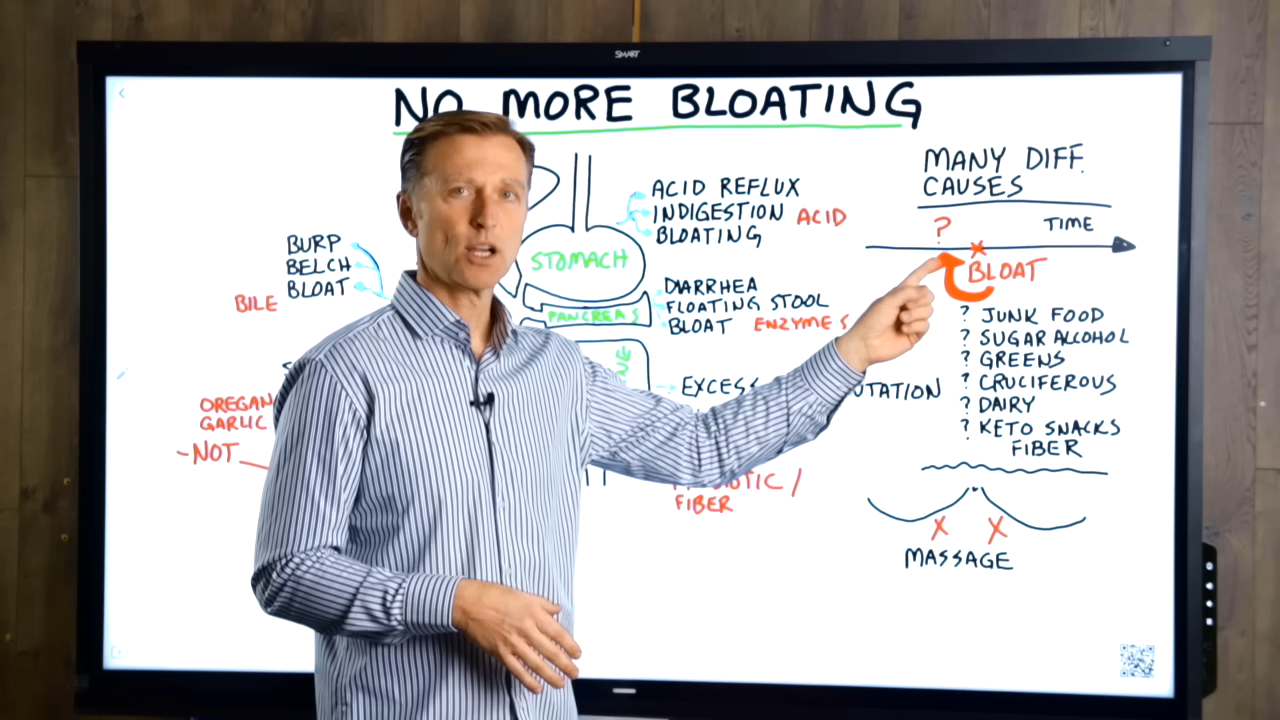 SMART
NO MORE BLOATING
MANY DIFF.
CAUSES
? TIME
BLOAT
? JUNK FOOD
? SUGAR ALCOHOL
? GREENS
? CRUCIFEROUS
? DAIRY
? KETO SNACKS
FIBER
X X
MASSAGE
ACID REFLUX
INDIGESTION ACID
BLOATING
STOMACH
DIARRHEA
FLOATING STOOL
BLOAT ENZYMES
PANCREAS
EXCESS
FIBER
BURP
BELCH
BLOAT
BILE
GARLIC
-NOT